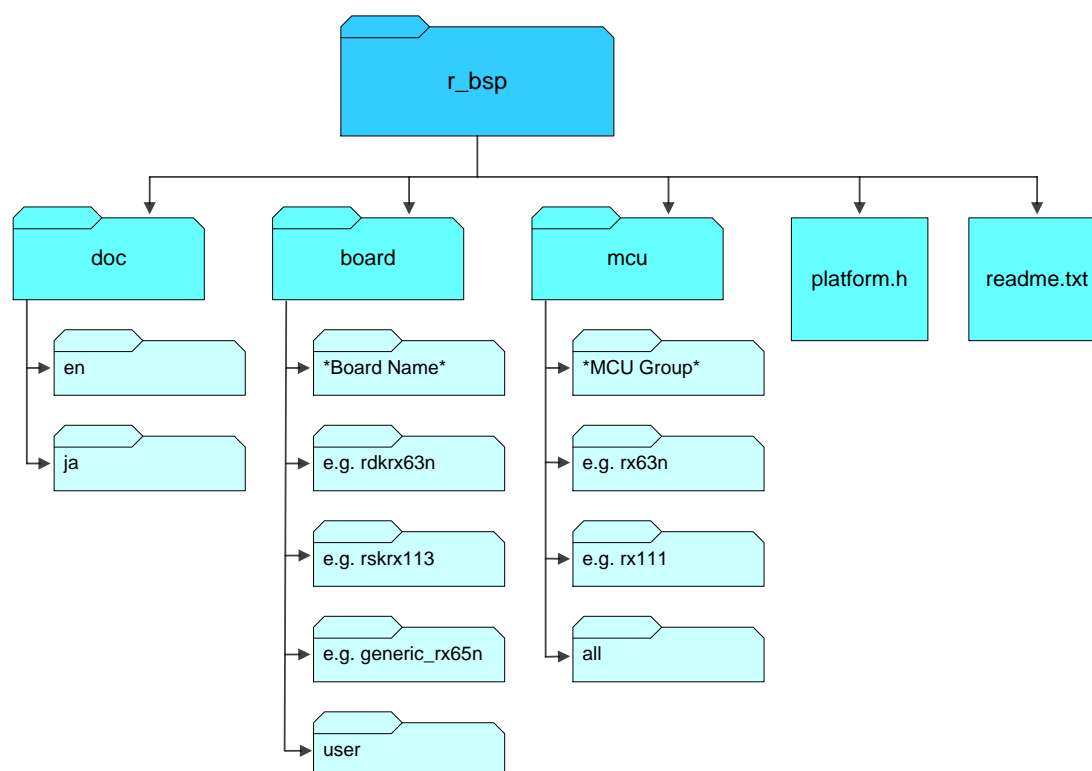 r_bsp
doc
board
mcu
platform.h
readme.txt
en
*Board Name*
*MCU Group*
ja
e.g. rdkrx63n
e.g. rx63n
e.g. rskrx113
e.g. rx111
e.g. generic_rx65n
all
user